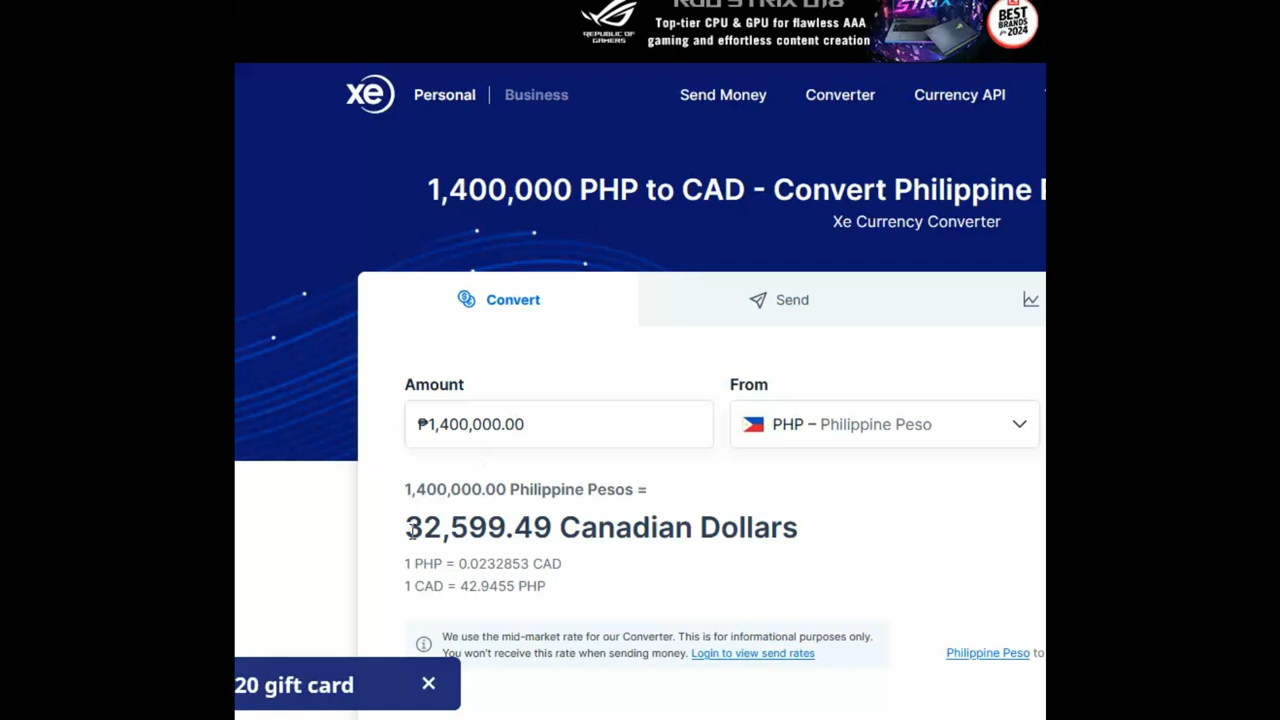 Top-tier CPU & GPU for flawless AAA
gaming and effortless content creation
REPUBLIC OF
GAMERS
BEST
BRANDS
for 2024
xe
Personal | Business
Send Money
Converter
Currency API
1,400,000 PHP to CAD - Convert Philippine
Xe Currency Converter
Convert
Send
Amount
From
₱1,400,000.00
PHP – Philippine Peso
1,400,000.00 Philippine Pesos =
32,599.49 Canadian Dollars
1 PHP = 0.0232853 CAD
1 CAD = 42.9455 PHP
We use the mid-market rate for our Converter. This is for informational purposes only.
You won't receive this rate when sending money. Login to view send rates
Philippine Peso to
20 gift card